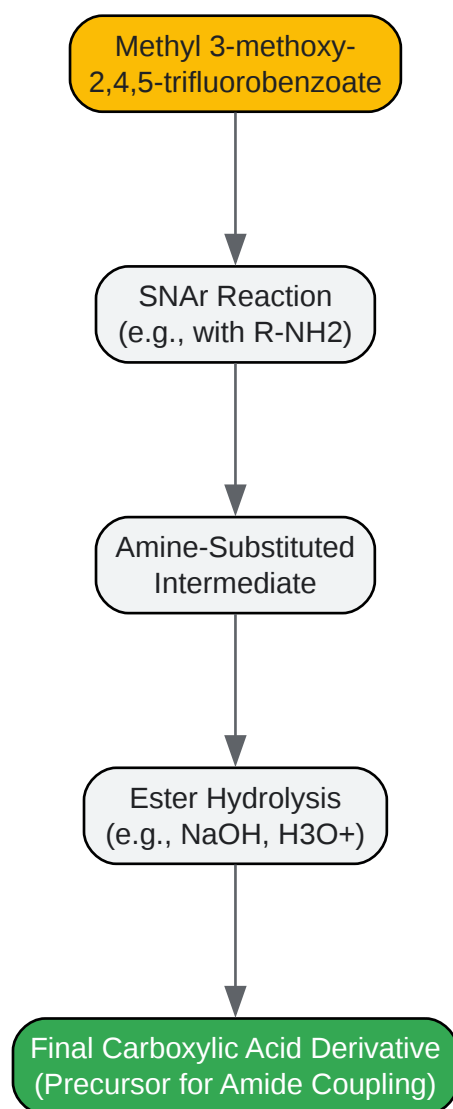 Methyl 3-methoxy-
2,4,5-trifluorobenzoate
SNAr Reaction
(e.g., with R-NH2)
Amine-Substituted
Intermediate
Ester Hydrolysis
(e.g., NaOH, H3O+)
Final Carboxylic Acid Derivative
(Precursor for Amide Coupling)